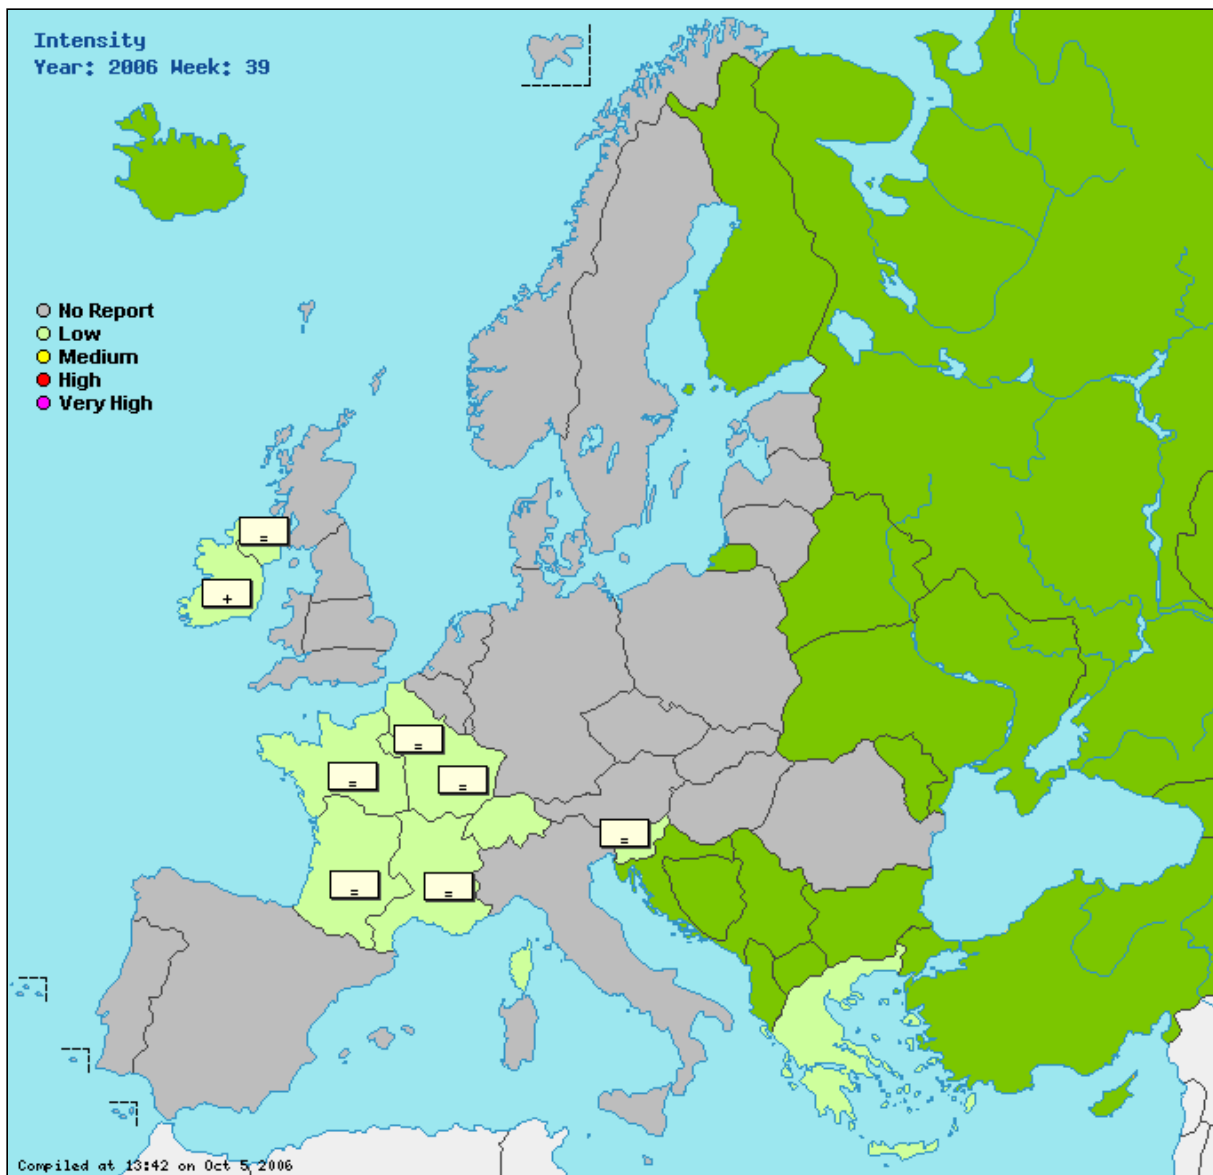 Intensity
Year: 2006 Week: 39
No Report
Low
Medium
High
Very High
=
+
=
=
=
=
=
=
Compiled at 13:42 on Oct 5 2006